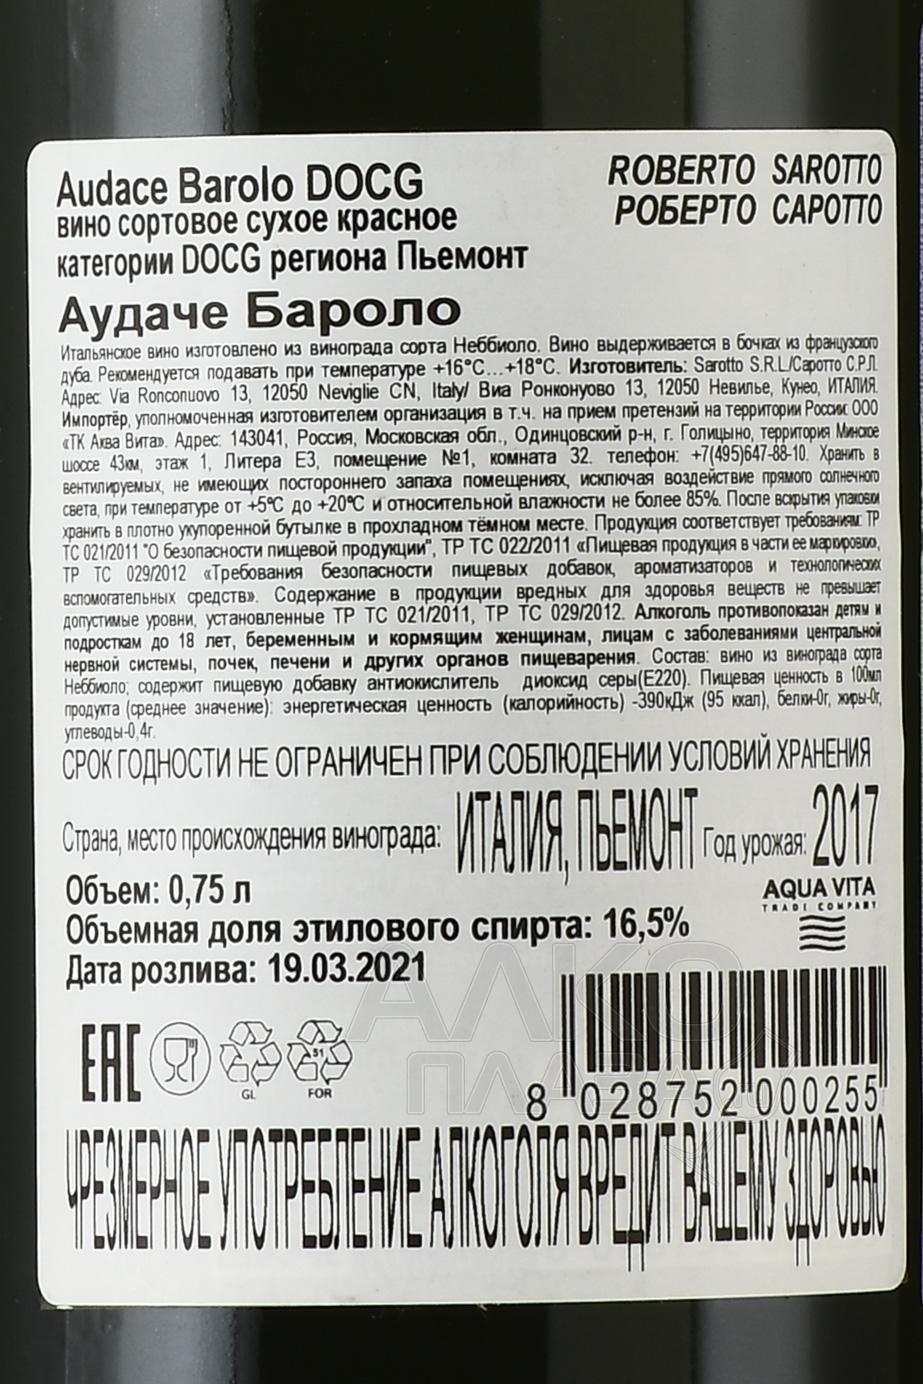 Audace Barolo DOCG
вино сортовое сухое красное
категории DOCG региона Пьемонт
ROBERTO SAROTTO
РОБЕРТО САРОТТО
Аудаче Бароло
Итальянское вино изготовлено из винограда сорта Неббиоло. Вино выдерживается в бочках из французского
дуба. Рекомендуется подавать при температуре +16°С...+18°С. Изготовитель: Sarotto S.R.L/Саротто С.Р.Л.
Адрес: Via Ronconuovo 13, 12050 Neviglie CN, Italy/ Виа Ронконуово 13, 12050 Невилье, Кунео, ИТАЛИЯ.
Импортёр, уполномоченная изготовителем организация в т.ч. на прием претензий на территории России: ООО
«ТК Аква Вита». Адрес: 143041, Россия, Московская обл., Одинцовский р-н, г. Голицыно, территория Минское
шоссе 43км, этаж 1, Литера Е3, помещение №1, комната 32. телефон: +7(495)647-88-10. Хранить в
вентилируемых, не имеющих постороннего запаха помещениях, исключая воздействие прямого солнечного
света, при температуре от +5°С до +20°С и относительной влажности не более 85%. После вскрытия упаковки
хранить в плотно укупоренной бутылке в прохладном тёмном месте. Продукция соответствует требованиям: ТР
ТС 021/2011 "О безопасности пищевой продукции", ТР ТС 022/2011 «Пищевая продукция в части ее маркировки»,
ТР ТС 029/2012 «Требования безопасности пищевых добавок, ароматизаторов и технологических
вспомогательных средств». Содержание в продукции вредных для здоровья веществ не превышает
допустимые уровни, установленные ТР ТС 021/2011, ТР ТС 029/2012. Алкоголь противопоказан детям и
подросткам до 18 лет, беременным и кормящим женщинам, лицам с заболеваниями центральной
нервной системы, почек, печени и других органов пищеварения. Состав: вино из винограда сорта
Неббиоло; содержит пищевую добавку антиокислитель диоксид серы(Е220). Пищевая ценность в 100мл
продукта (среднее значение): энергетическая ценность (калорийность) -390кДж (95 ккал), белки-0г, жиры-0г,
углеводы-0,4г.
СРОК ГОДНОСТИ НЕ ОГРАНИЧЕН ПРИ СОБЛЮДЕНИИ УСЛОВИЙ ХРАНЕНИЯ
Страна, место происхождения винограда: ИТАЛИЯ, ПЬЕМОНТ Год урожая: 2017
Объем: 0,75 л
AQUA VITA
TRADE COMPANY
Объемная доля этилового спирта: 16,5%
Дата розлива: 19.03.2021
АЛКО
ПЛАЗА
EAC
51
GL
FOR
8 028752 000255
ЧРЕЗМЕРНОЕ УПОТРЕБЛЕНИЕ АЛКОГОЛЯ ВРЕДИТ ВАШЕМУ ЗДОРОВЬЮ